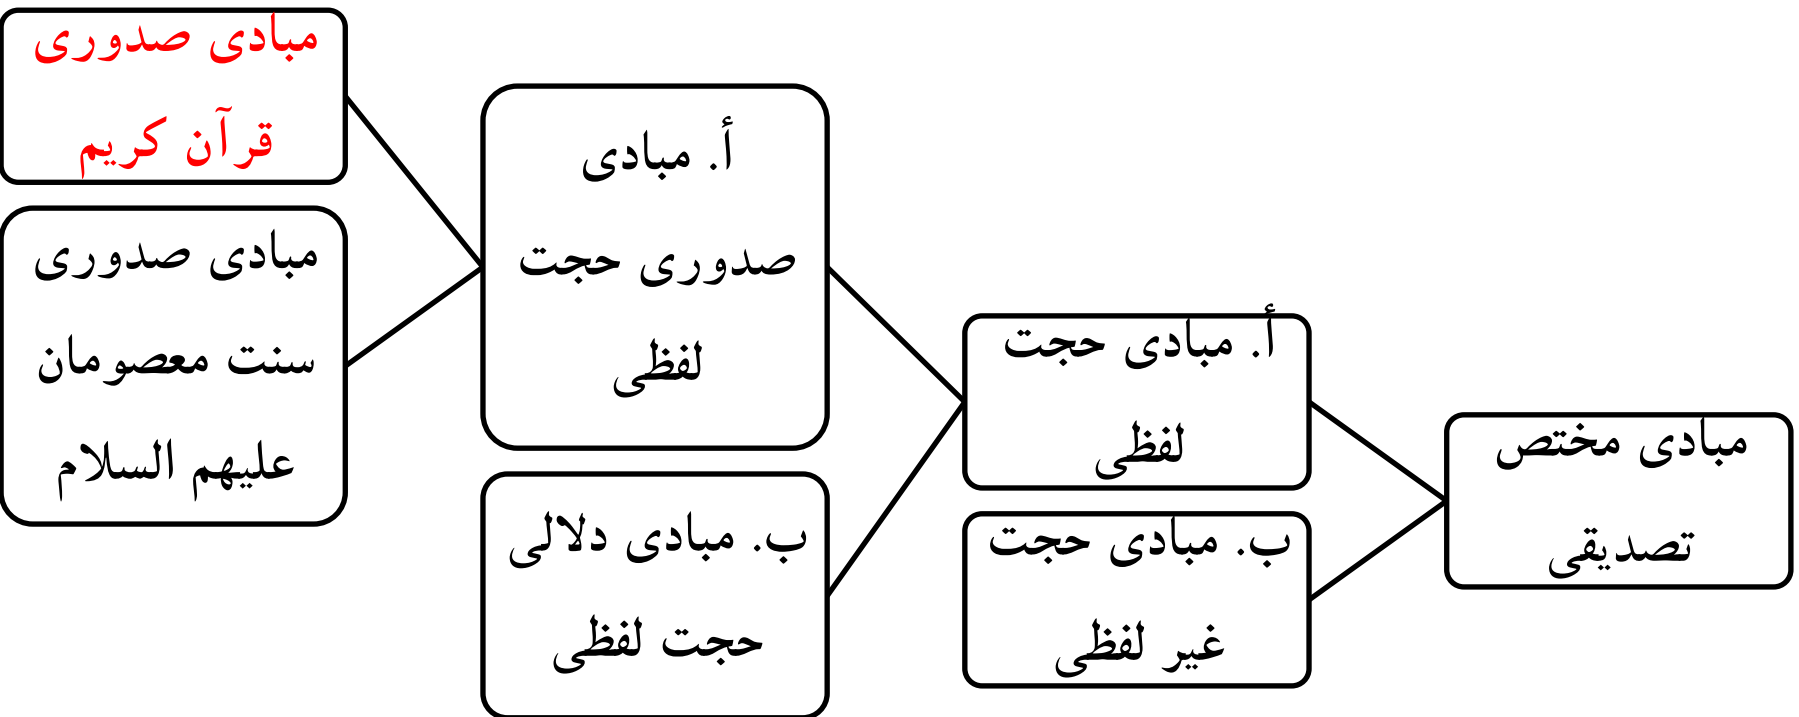 مبادی مختص
تصدیقی
أ. مبادی حجت
لفظی
ب. مبادی حجت
غیر لفظی
أ. مبادی
صدوری حجت
لفظی
ب. مبادی دلالی
حجت لفظی
مبادی صدوری
قرآن کریم
مبادی صدوری
سنت معصومان
علیهم السلام